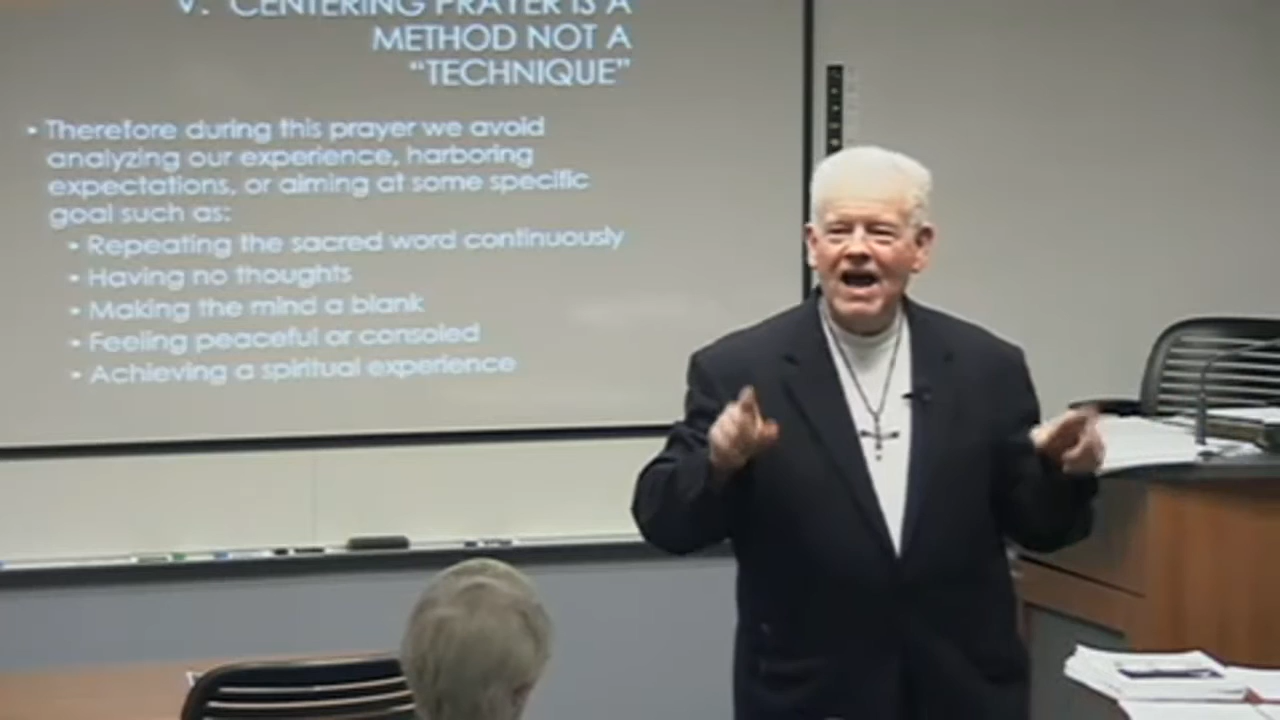 V. CENTERING PRAYER IS A
METHOD NOT A
"TECHNIQUE"
• Therefore during this prayer we avoid
analyzing our experience, harboring
expectations, or aiming at some specific
goal such as:
• Repeating the sacred word continuously
• Having no thoughts
• Making the mind a blank
• Feeling peaceful or consoled
• Achieving a spiritual experience